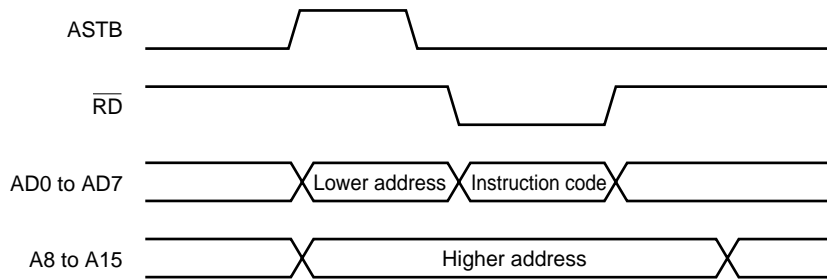 ASTB
RD
AD0 to AD7
Lower address
Instruction code
A8 to A15
Higher address